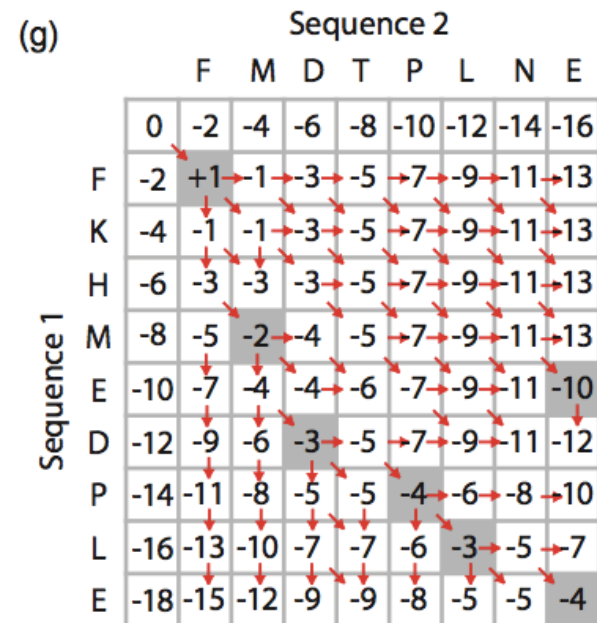 (g)
Sequence 2
F M D T P L N E
0 -2 -4 -6 -8 -10 -12 -14 -16
F -2 +1 -1 -3 -5 -7 -9 -11 -13
K -4 -1 -1 -3 -5 -7 -9 -11 -13
H -6 -3 -3 -3 -5 -7 -9 -11 -13
M -8 -5 -2 -4 -5 -7 -9 -11 -13
E -10 -7 -4 -4 -6 -7 -9 -11 -10
D -12 -9 -6 -3 -5 -7 -9 -11 -12
P -14 -11 -8 -5 -5 -4 -6 -8 -10
L -16 -13 -10 -7 -7 -6 -3 -5 -7
E -18 -15 -12 -9 -9 -8 -5 -5 -4
Sequence 1